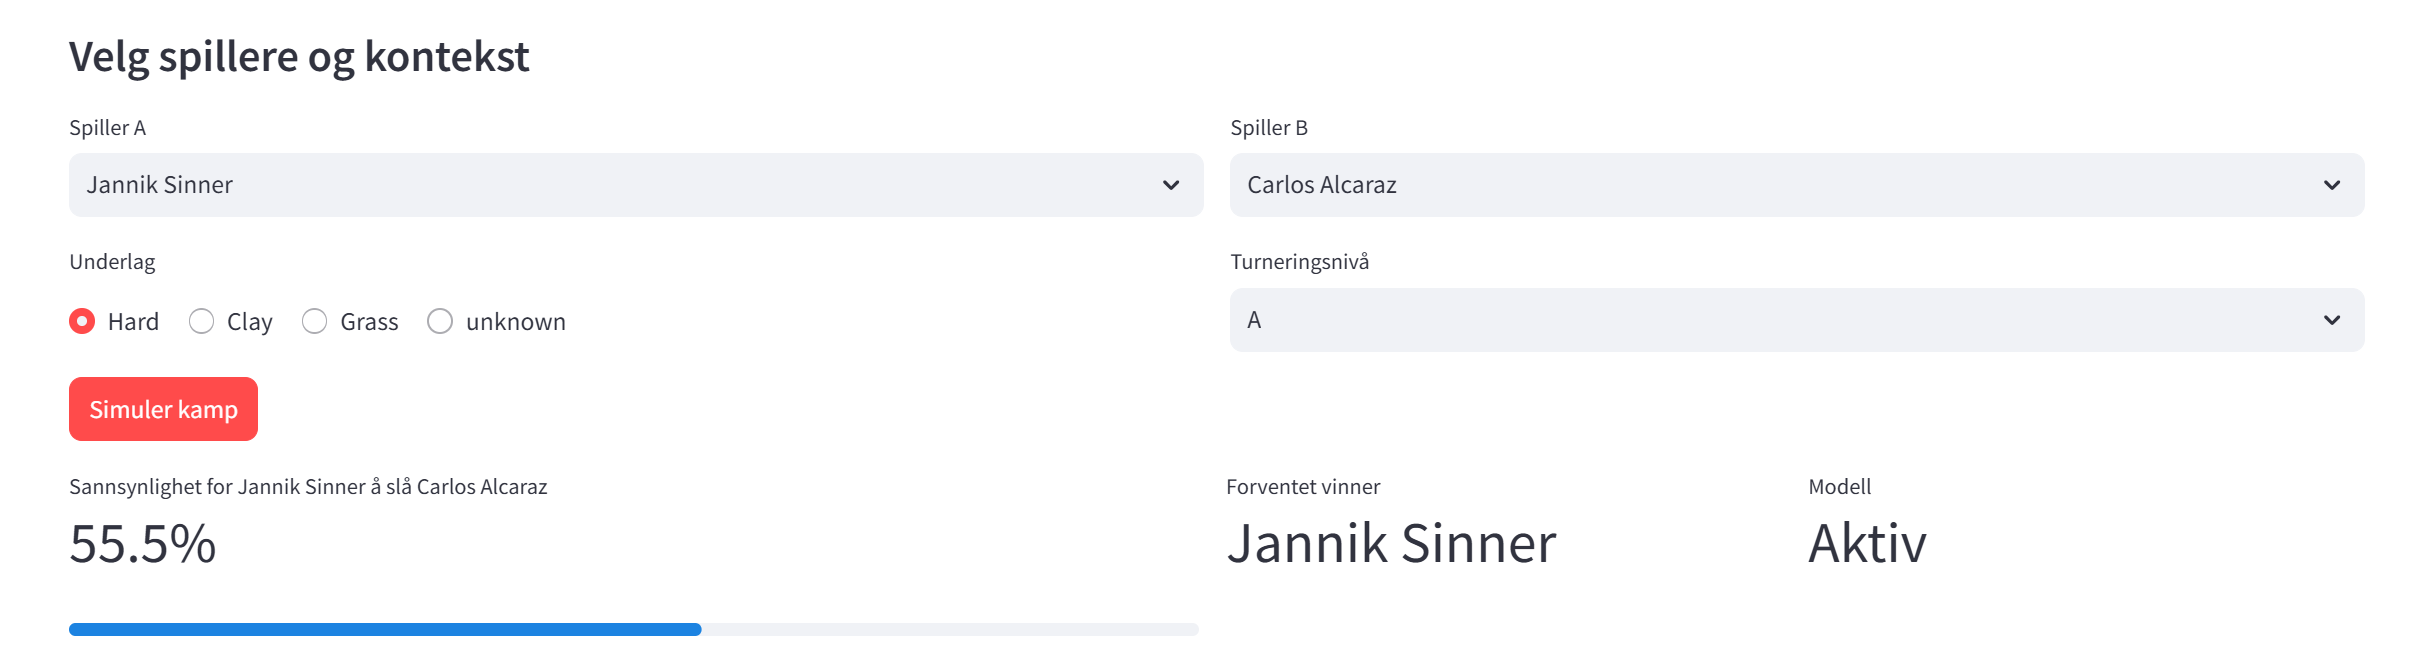 Velg spillere og kontekst
Spiller A
Spiller B
Jannik Sinner
Carlos Alcaraz
Underlag
Turneringsnivå
Hard Clay Grass unknown
A
Simuler kamp
Sannsynlighet for Jannik Sinner å slå Carlos Alcaraz
Forventet vinner
Modell
55.5%
Jannik Sinner
Aktiv